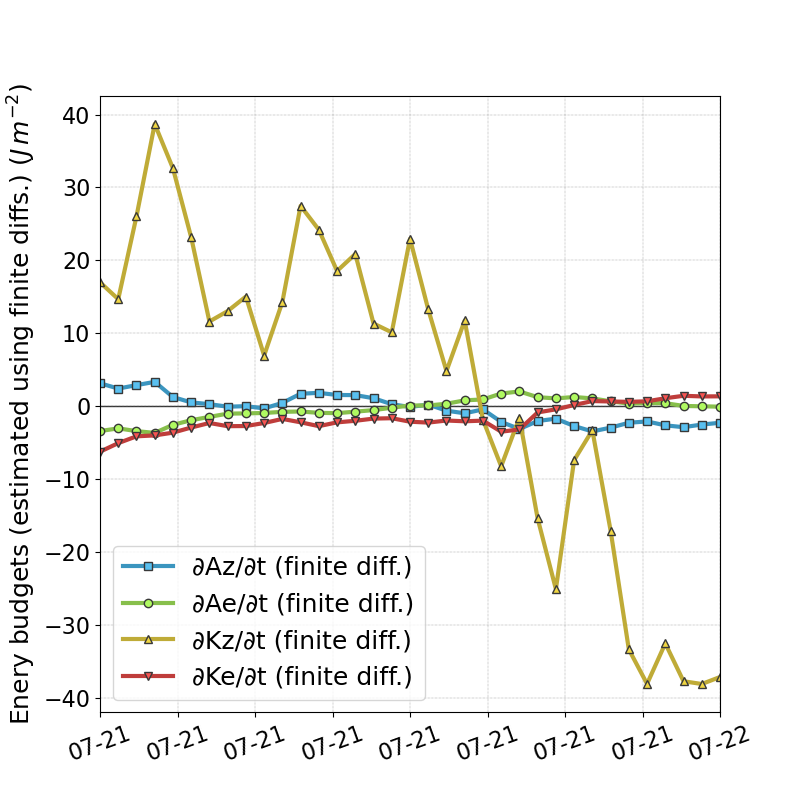 Enery budgets (estimated using finite diffs.) (J m⁻²)
40
30
20
10
0
−10
−20
−30
−40
∂Az/∂t (finite diff.)
∂Ae/∂t (finite diff.)
∂Kz/∂t (finite diff.)
∂Ke/∂t (finite diff.)
07-21 07-21 07-21 07-21 07-21 07-21 07-21 07-21 07-22